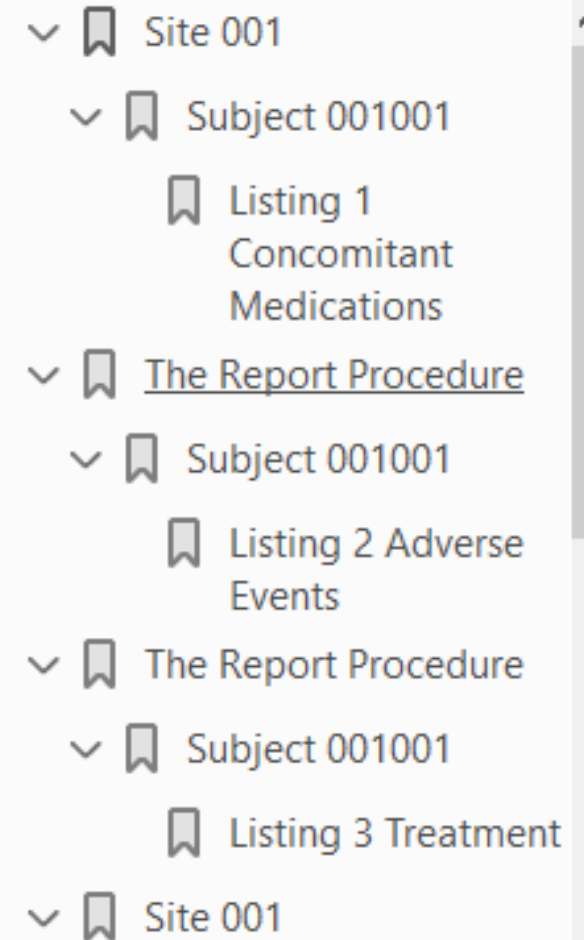 Site 001
Subject 001001
Listing 1
Concomitant
Medications
The Report Procedure
Subject 001001
Listing 2 Adverse
Events
The Report Procedure
Subject 001001
Listing 3 Treatment
Site 001